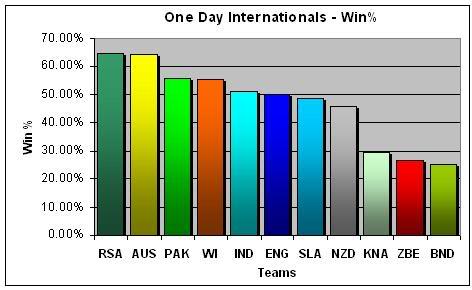 One Day Internationals - Win%
70.00%
60.00%
50.00%
40.00%
30.00%
20.00%
10.00%
0.00%
Win %
RSA AUS PAK WI IND ENG SLA NZD KNA ZBE BND
Teams